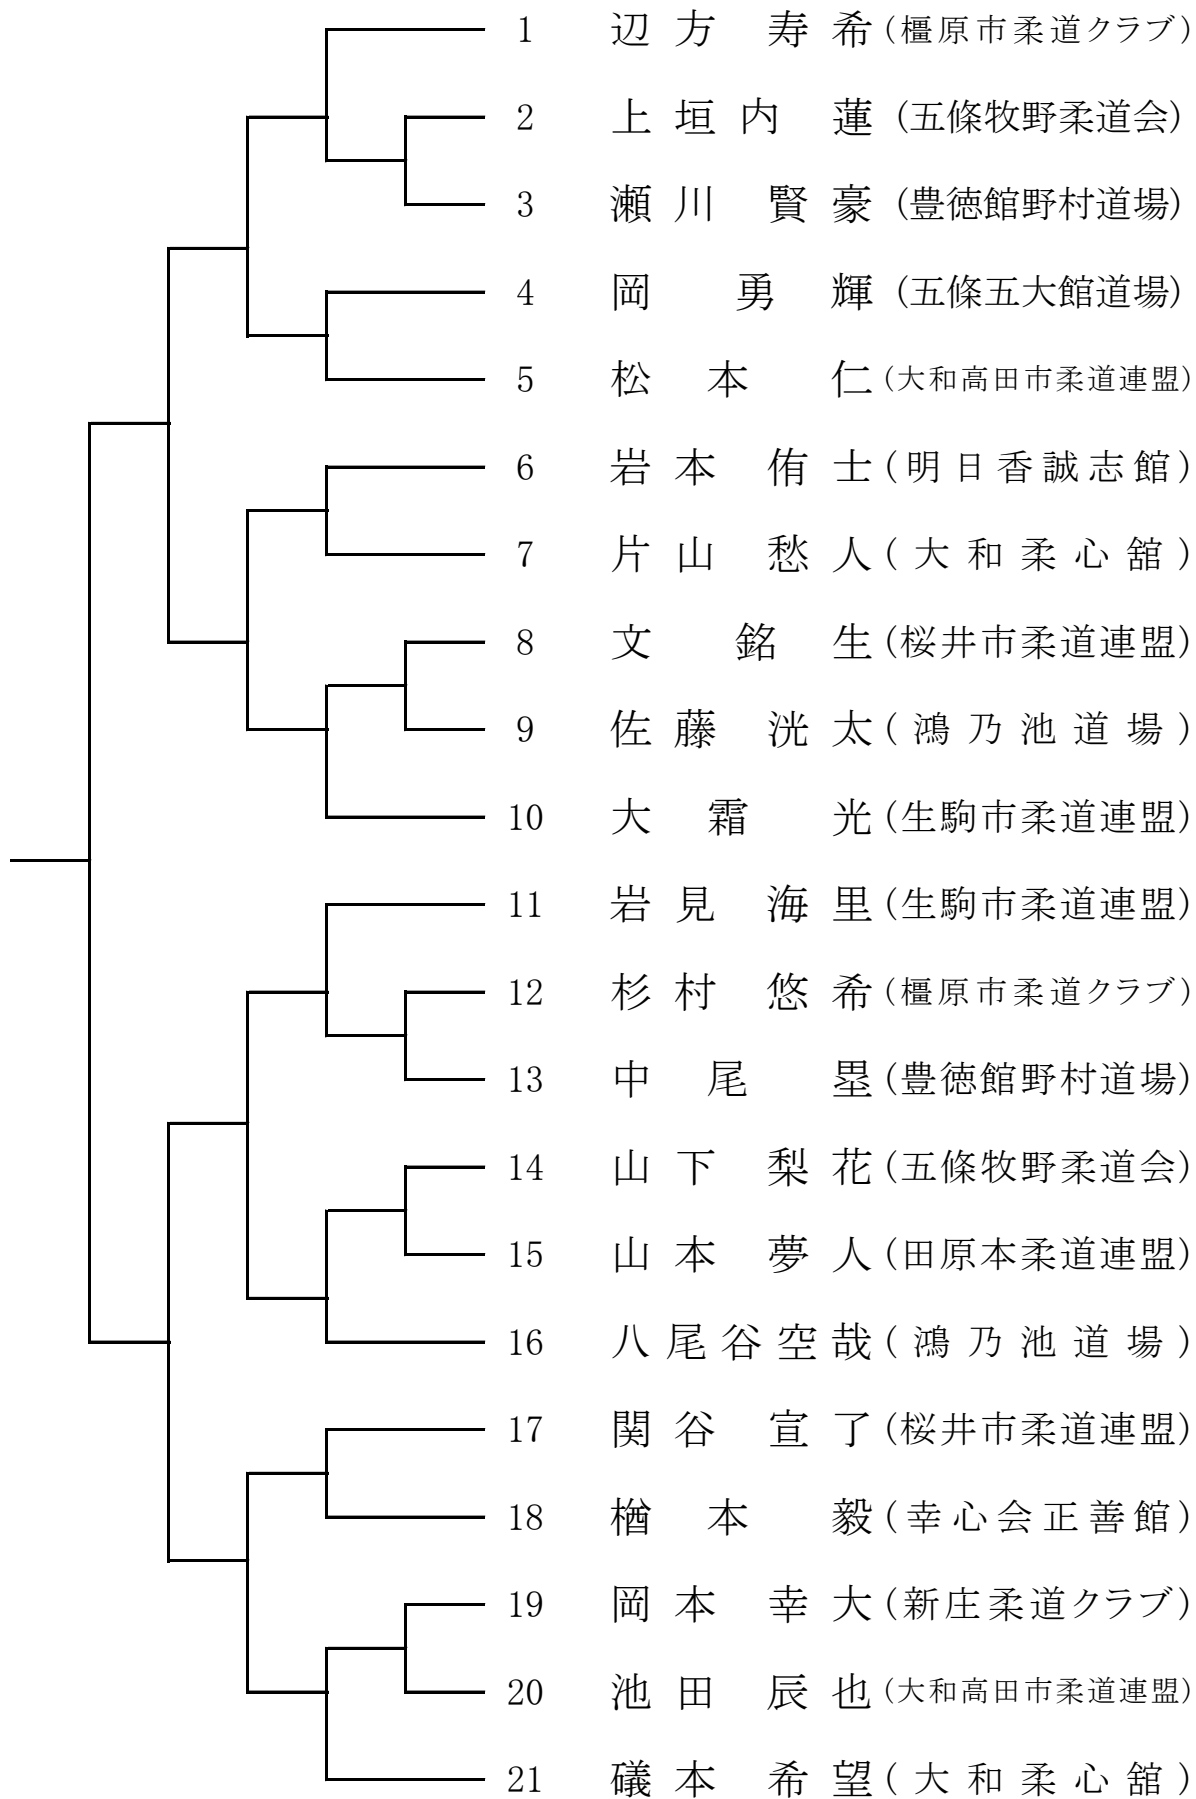 1 辺方 寿希 (橿原市柔道クラブ)
2 上垣内 蓮 (五條牧野柔道会)
3 瀬川 賢豪 (豊徳館野村道場)
4 岡 勇輝 (五條五大館道場)
5 松本 仁 (大和高田市柔道連盟)
6 岩本 侑士 (明日香誠志館)
7 片山 愁人 (大和柔心舘)
8 文 銘生 (桜井市柔道連盟)
9 佐藤 洸太 (鴻乃池道場)
10 大霜 光 (生駒市柔道連盟)
11 岩見 海里 (生駒市柔道連盟)
12 杉村 悠希 (橿原市柔道クラブ)
13 中尾 塁 (豊徳館野村道場)
14 山下 梨花 (五條牧野柔道会)
15 山本 夢人 (田原本柔道連盟)
16 八尾谷空哉 (鴻乃池道場)
17 関谷 宣了 (桜井市柔道連盟)
18 楢本 毅 (幸心会正善館)
19 岡本 幸大 (新庄柔道クラブ)
20 池田 辰也 (大和高田市柔道連盟)
21 礒本 希望 (大和柔心舘)